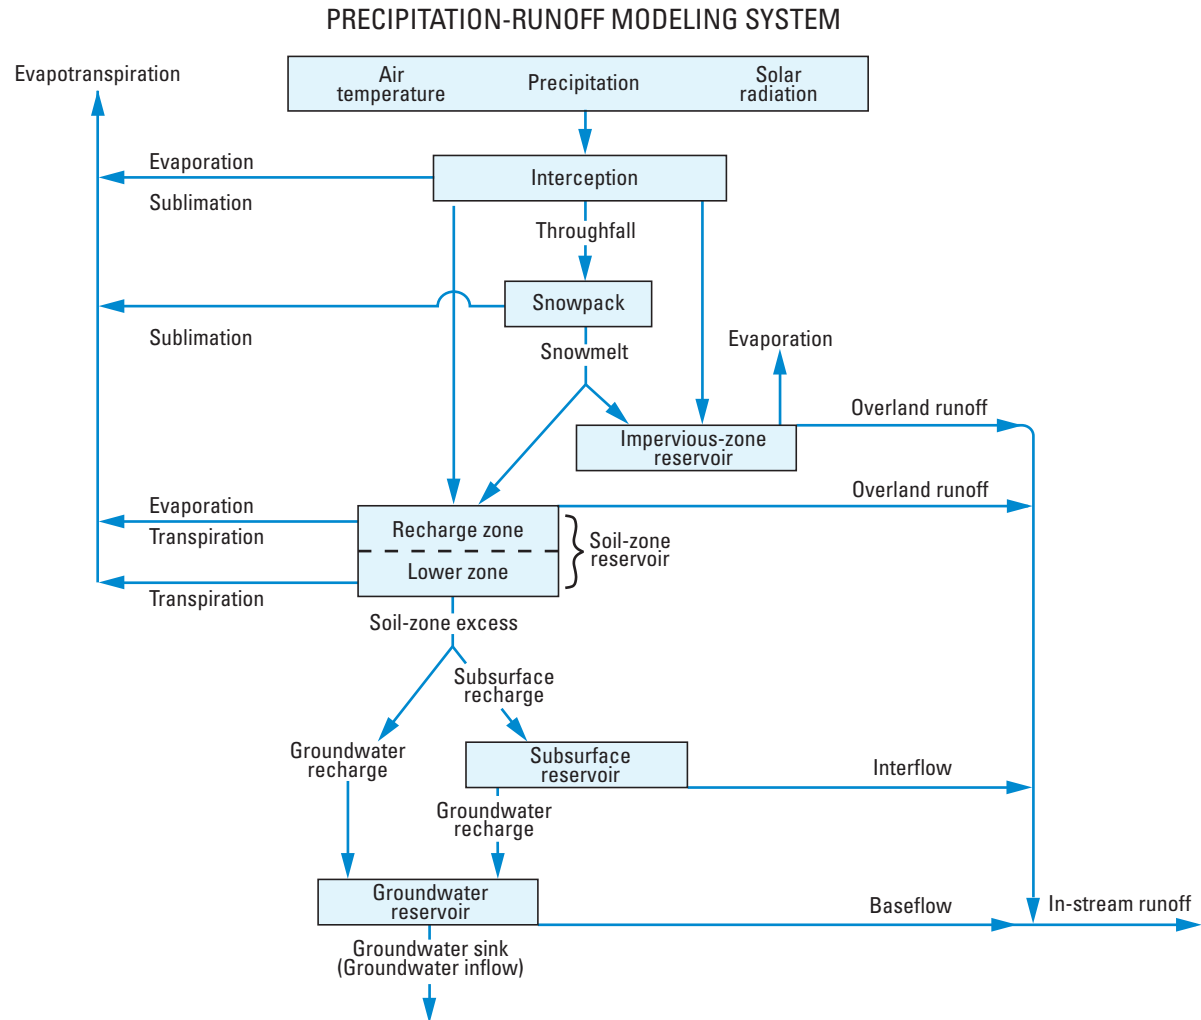 PRECIPITATION-RUNOFF MODELING SYSTEM
Evapotranspiration
Air
temperature
Precipitation
Solar
radiation
Evaporation
Interception
Sublimation
Throughfall
Snowpack
Sublimation
Snowmelt
Evaporation
Overland runoff
Impervious-zone
reservoir
Overland runoff
Evaporation
Transpiration
Recharge zone
Lower zone
Soil-zone
reservoir
Transpiration
Soil-zone excess
Subsurface
recharge
Groundwater
recharge
Subsurface
reservoir
Interflow
Groundwater
recharge
Groundwater
reservoir
Baseflow
In-stream runoff
Groundwater sink
(Groundwater inflow)